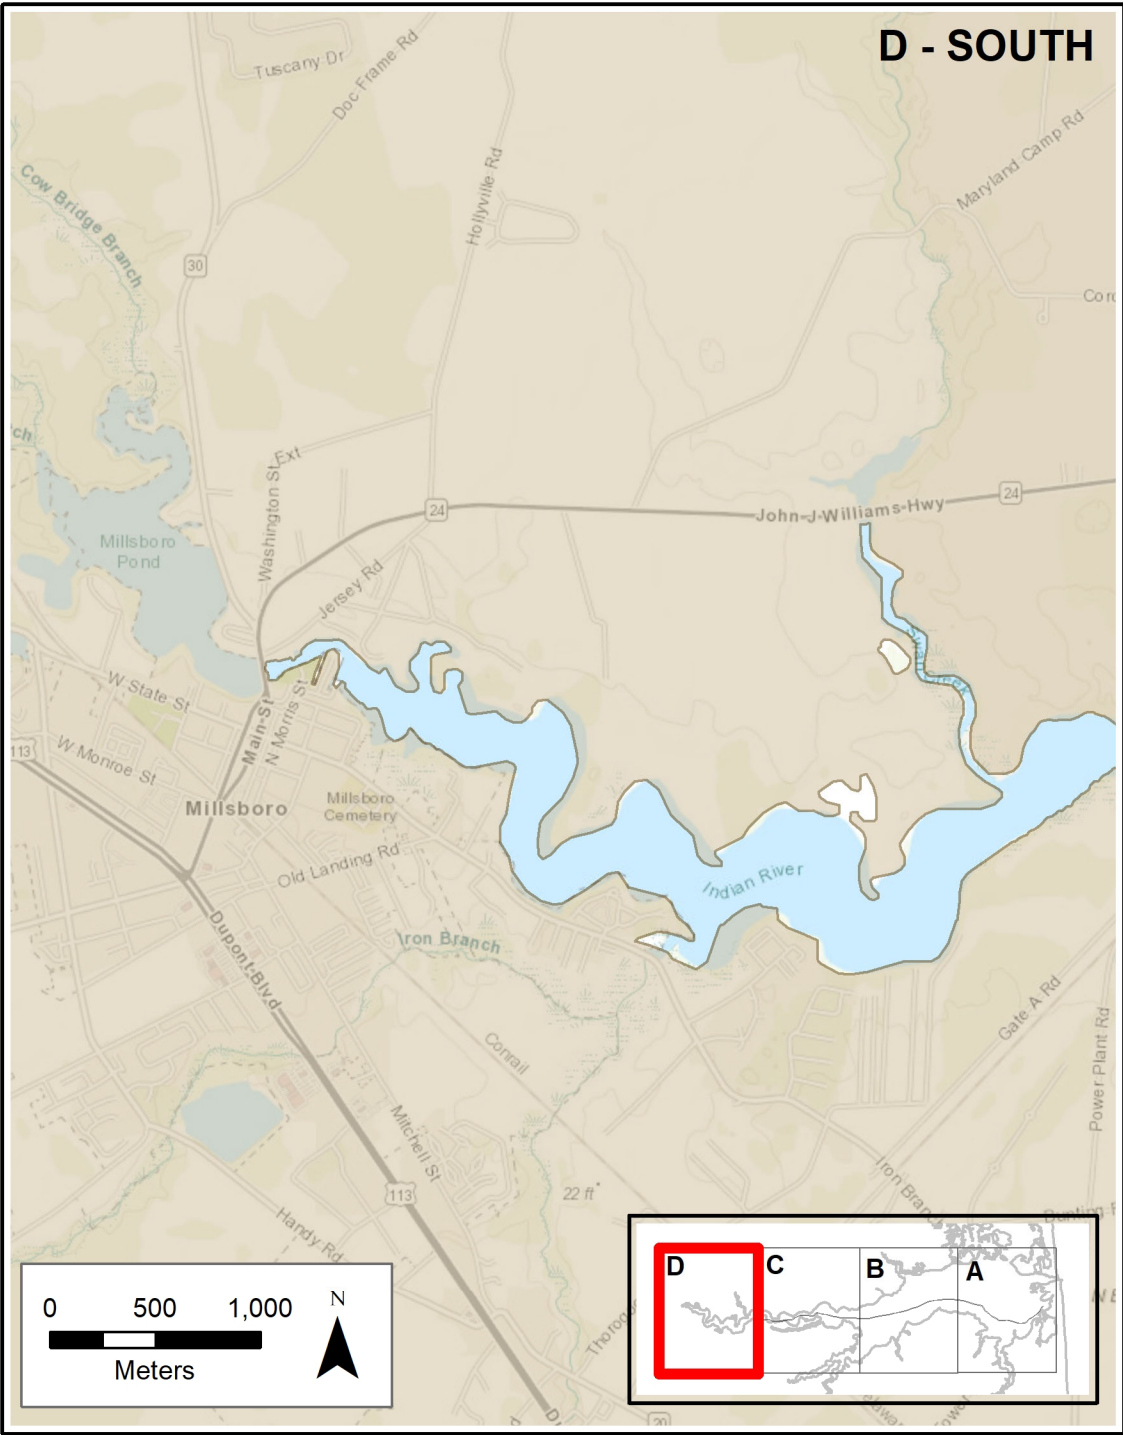 D - SOUTH
Tuscany Dr
Doc Frame Rd
Maryland Camp Rd
Cow Bridge Branch
Hollyville Rd
30
Ext
24
24
John-J-Williams-Hwy
Washington St
Millsboro
Pond
Jersey Rd
Swan Creek
W State St
N Morris St
Main-St
113
W Monroe St
Millsboro
Millsboro
Cemetery
Old Landing Rd
Indian River
Iron Branch
Dupont-Blvd
Gate A Rd
Power Plant Rd
Conrail
Mitchell St
22 ft
113
Iron Branch
Handy Rd
D
C
B
A
0 500 1,000
Meters
N